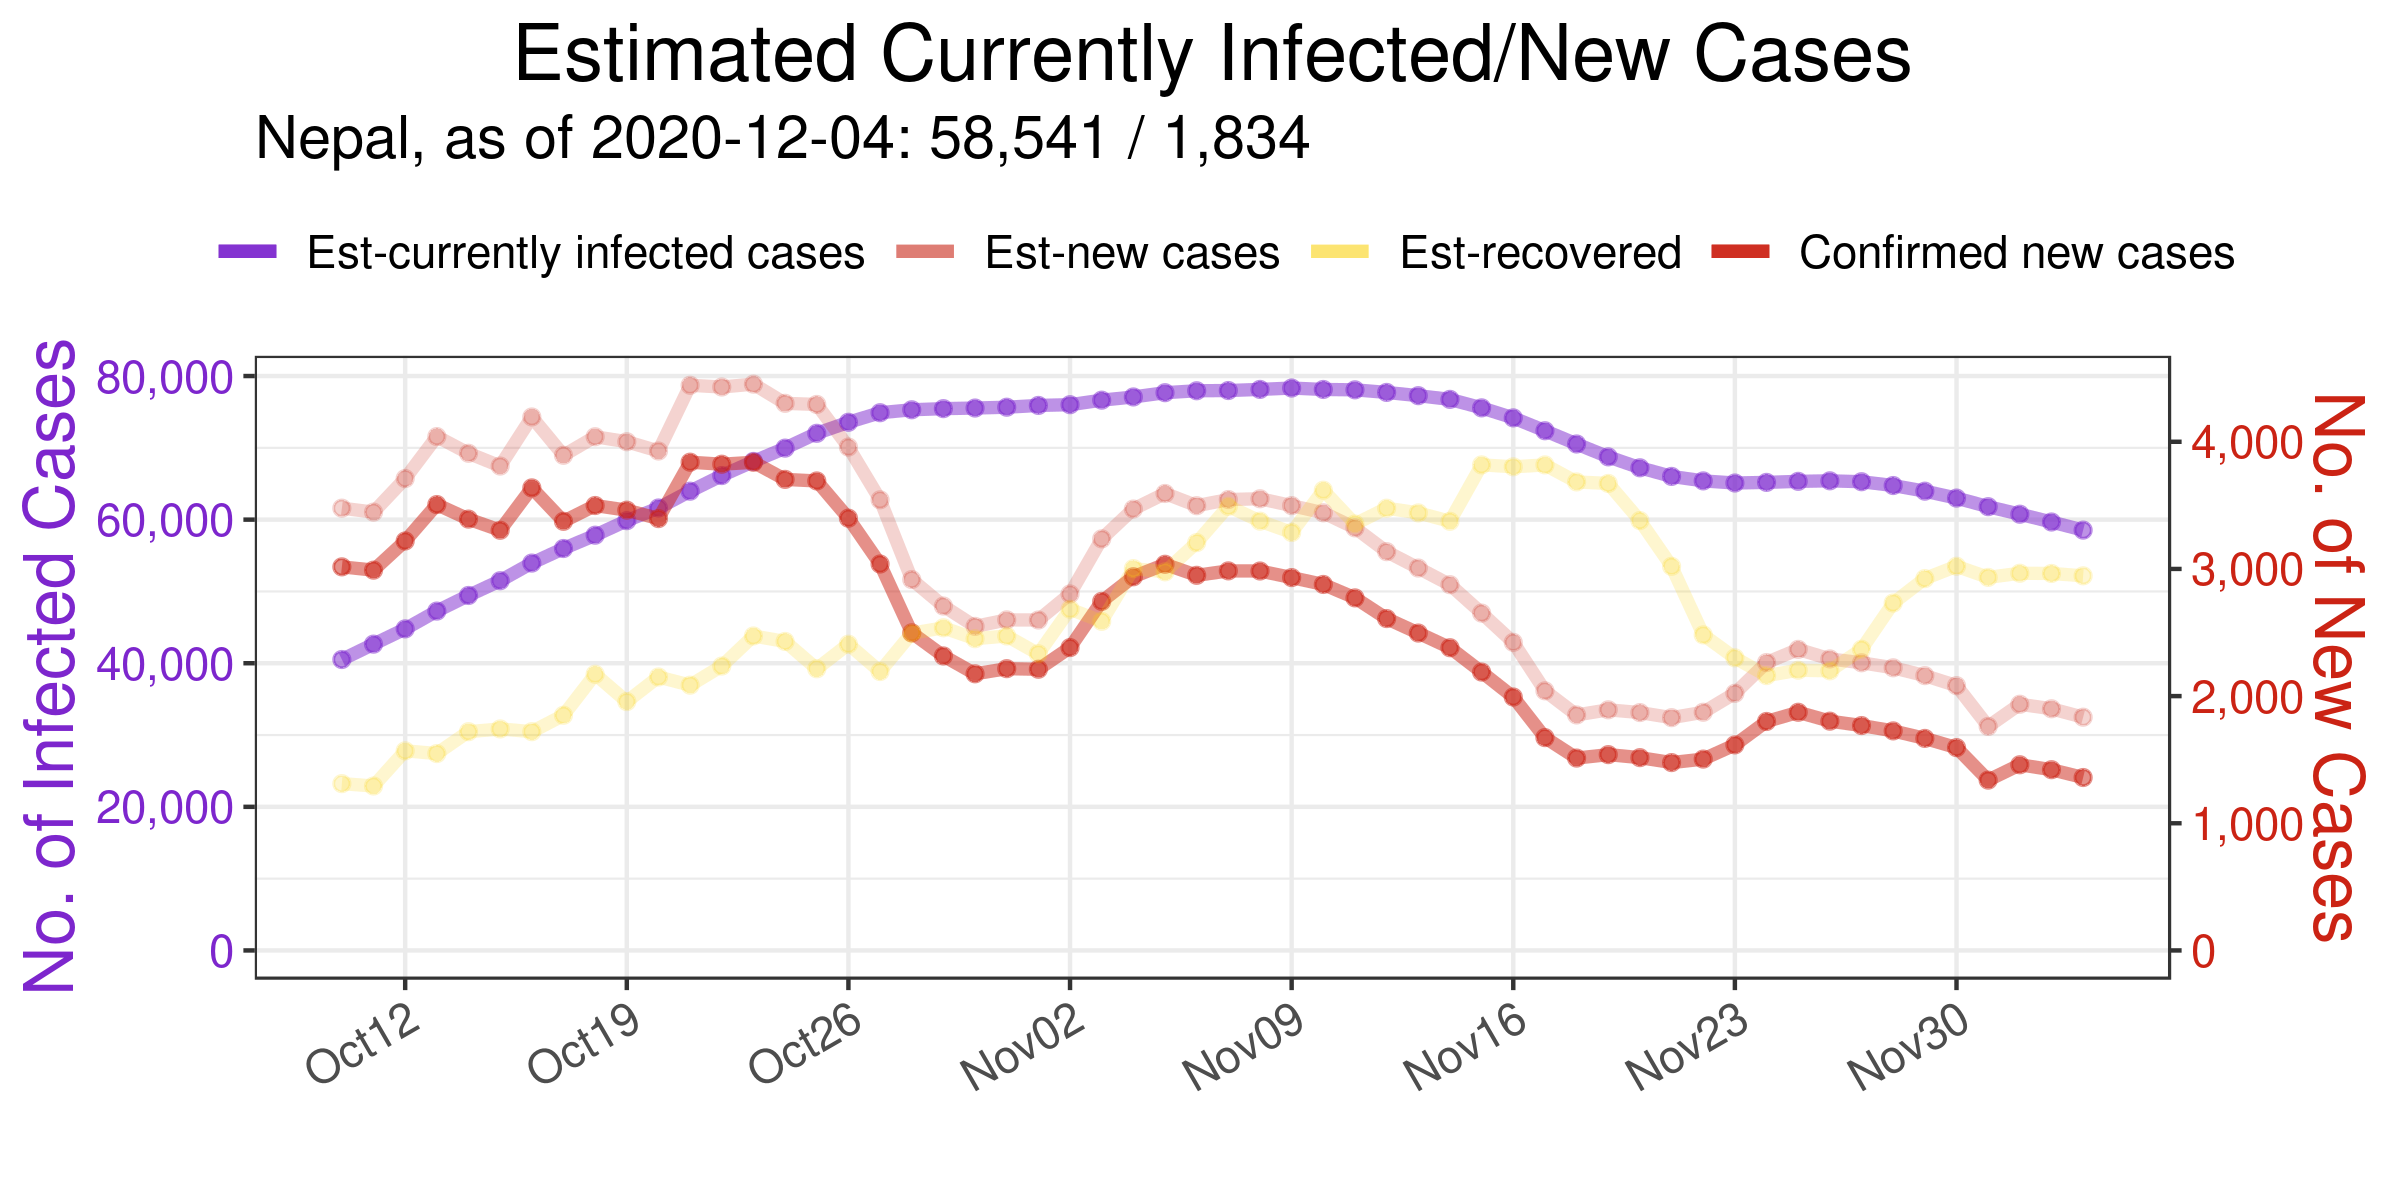 Estimated Currently Infected/New Cases
Nepal, as of 2020-12-04: 58,541 / 1,834
Est-currently infected cases Est-new cases Est-recovered Confirmed new cases
No. of Infected Cases
80,000
60,000
40,000
20,000
0
4,000
3,000
2,000
1,000
0
No. of New Cases
Oct12 Oct19 Oct26 Nov02 Nov09 Nov16 Nov23 Nov30